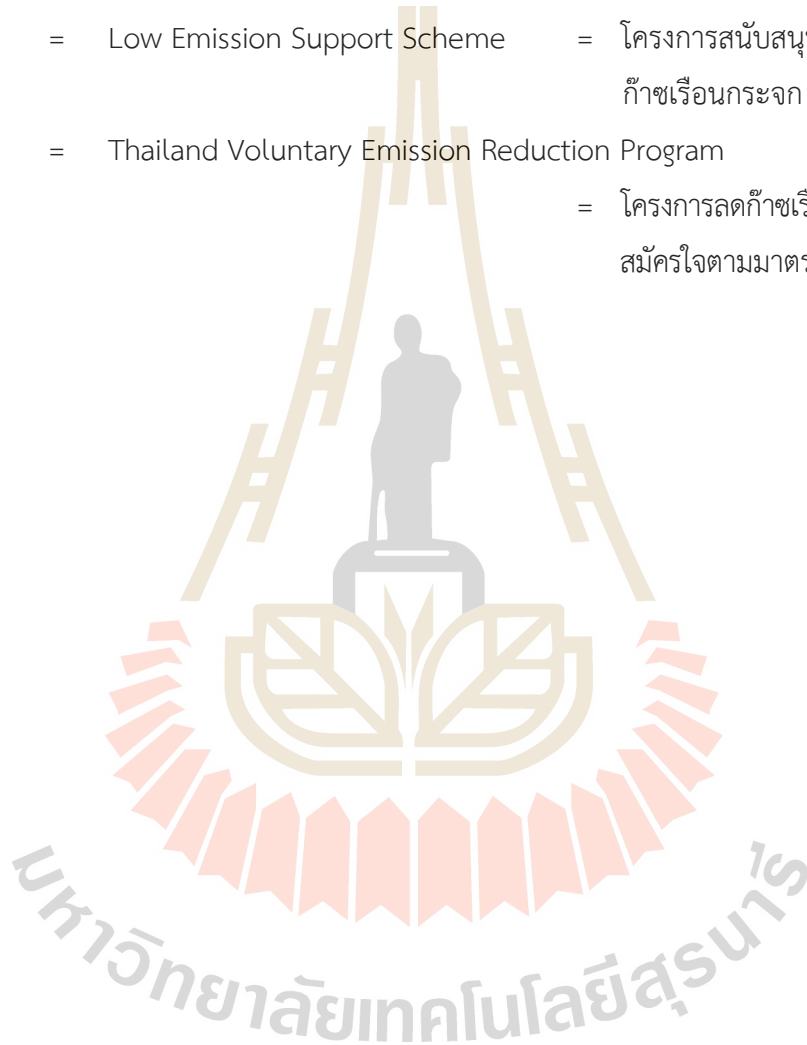 = Low Emission Support Scheme = โครงการสนับสนุ
ก๊าซเรือนกระจก
= Thailand Voluntary Emission Reduction Program
= โครงการลดก๊าซเรื
สมัครใจตามมาตร
มหาวิทยาลัยเทคโนโลยีสุรนารี